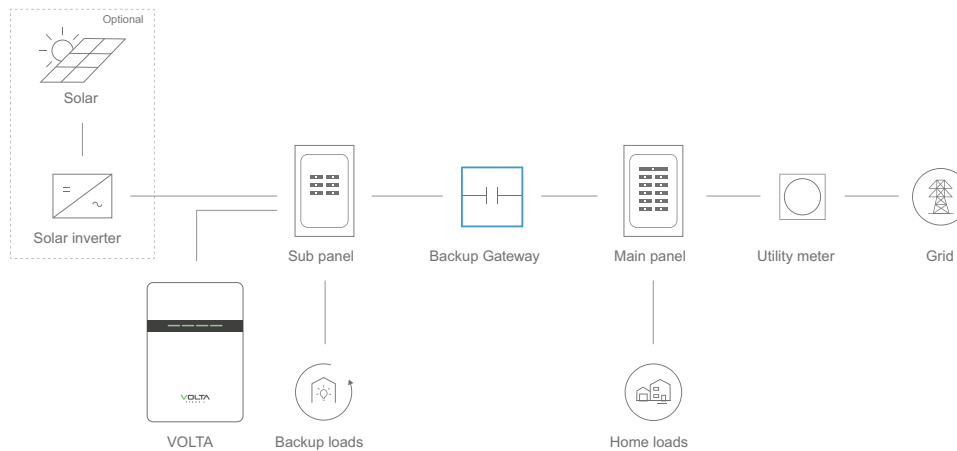 Optional
Solar
Solar inverter
Sub panel
Backup Gateway
Main panel
Utility meter
Grid
VOLTA
VOLTA
Backup loads
Home loads